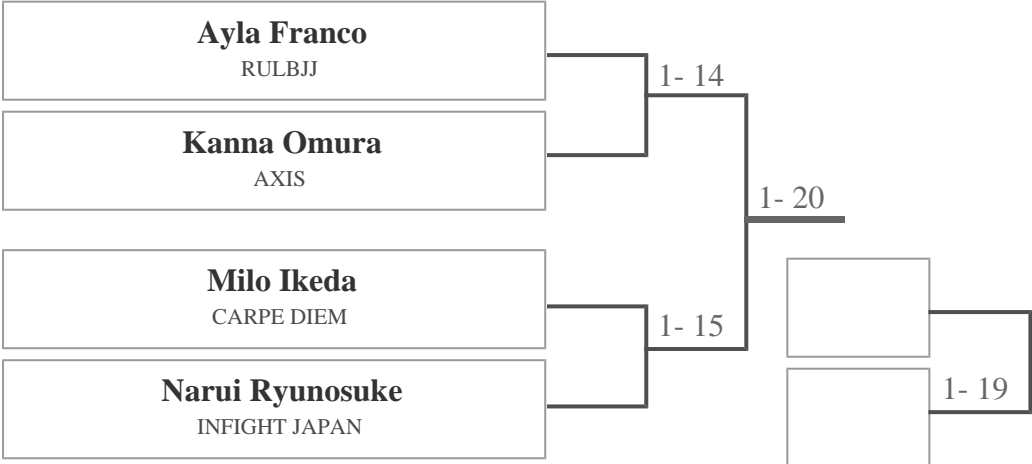 Ayla Franco
RULBJJ
1- 14
Kanna Omura
AXIS
1- 20
Milo Ikeda
CARPE DIEM
1- 15
Narui Ryunosuke
INFIGHT JAPAN
1- 19